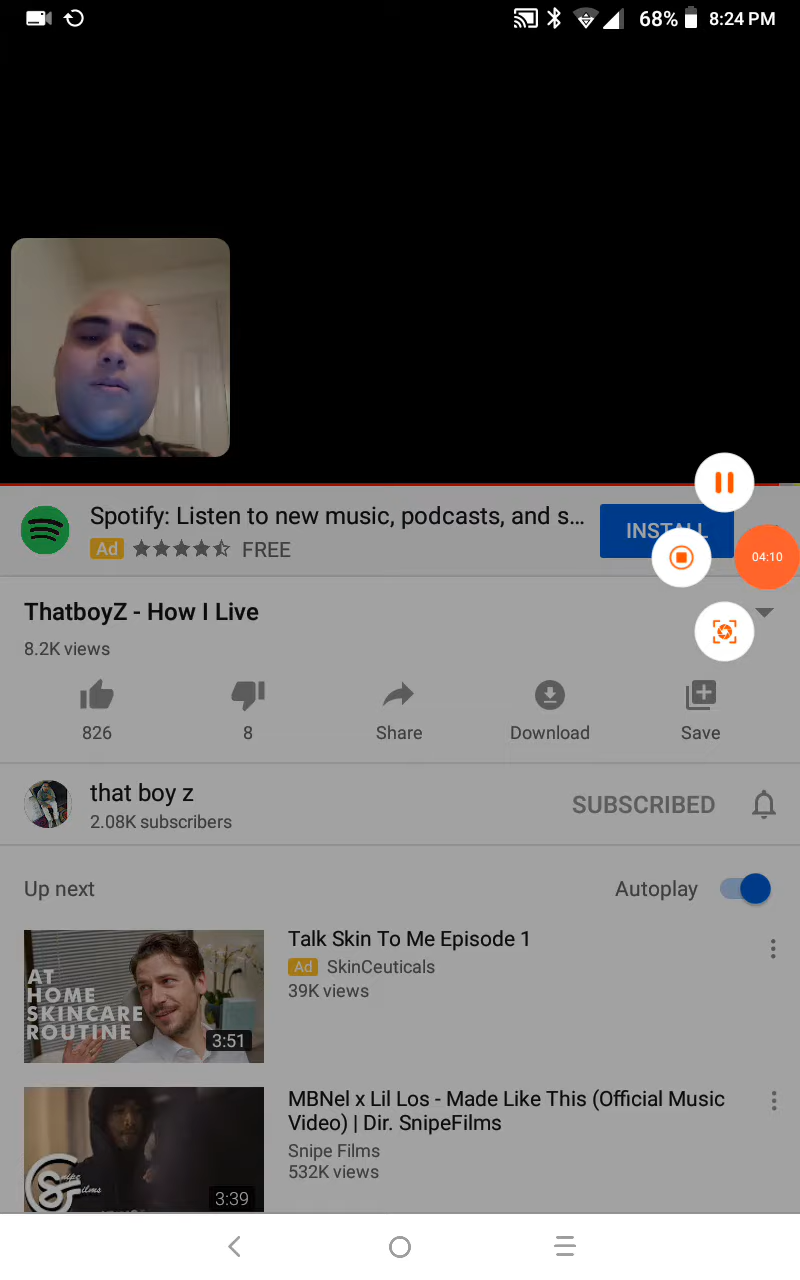 68% 8:24 PM
Spotify: Listen to new music, podcasts, and s...
Ad FREE
INSTALL
04:10
ThatboyZ - How I Live
8.2K views
826
8
Share
Download
Save
that boy z
2.08K subscribers
SUBSCRIBED
Up next
Autoplay
AT
HOME
SKINCARE
ROUTINE
3:51
Talk Skin To Me Episode 1
Ad SkinCeuticals
39K views
Snipe
Films
3:39
MBNel x Lil Los - Made Like This (Official Music
Video) | Dir. SnipeFilms
Snipe Films
532K views